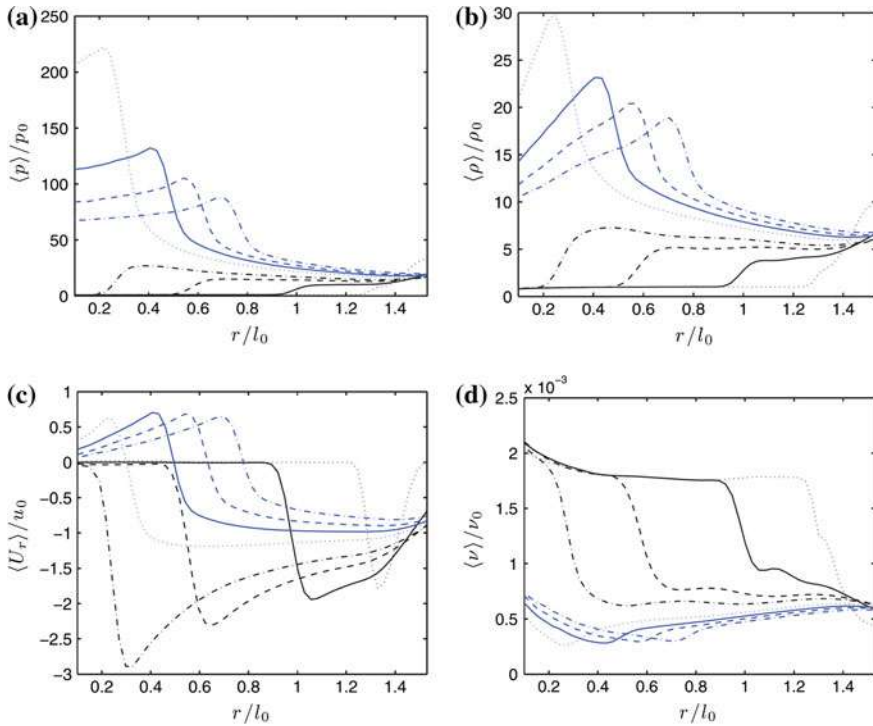 (a)
250
200
150
100
50
0
0.2 0.4 0.6 0.8 1 1.2 1.4
⟨p⟩/p₀
r/l₀
(b)
30
25
20
15
10
5
0
0.2 0.4 0.6 0.8 1 1.2 1.4
⟨ρ⟩/ρ₀
r/l₀
(c)
1
0.5
0
−0.5
−1
−1.5
−2
−2.5
−3
0.2 0.4 0.6 0.8 1 1.2 1.4
⟨Uᵣ⟩/u₀
r/l₀
(d)
x 10⁻³
2.5
2
1.5
1
0.5
0
0.2 0.4 0.6 0.8 1 1.2 1.4
⟨ν⟩/ν₀
r/l₀